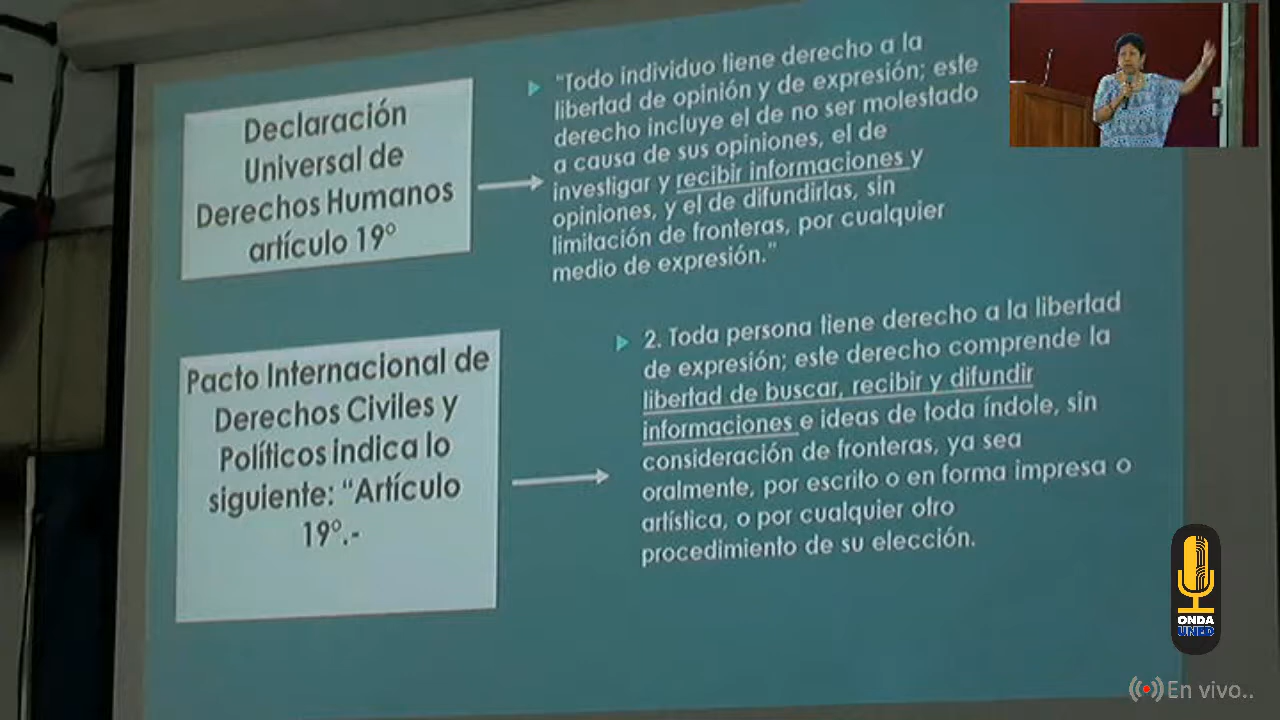 Declaración
Universal de
Derechos Humanos
artículo 19º
"Todo individuo tiene derecho a la
libertad de opinión y de expresión; este
derecho incluye el de no ser molestado
a causa de sus opiniones, el de
investigar y recibir informaciones y
opiniones, y el de difundirlas, sin
limitación de fronteras, por cualquier
medio de expresión."
Pacto Internacional de
Derechos Civiles y
Políticos indica lo
siguiente: "Artículo
19º.-
2. Toda persona tiene derecho a la libertad
de expresión; este derecho comprende la
libertad de buscar, recibir y difundir
informaciones e ideas de toda índole, sin
consideración de fronteras, ya sea
oralmente, por escrito o en forma impresa o
artística, o por cualquier otro
procedimiento de su elección.
ONDA
UNED
En vivo..